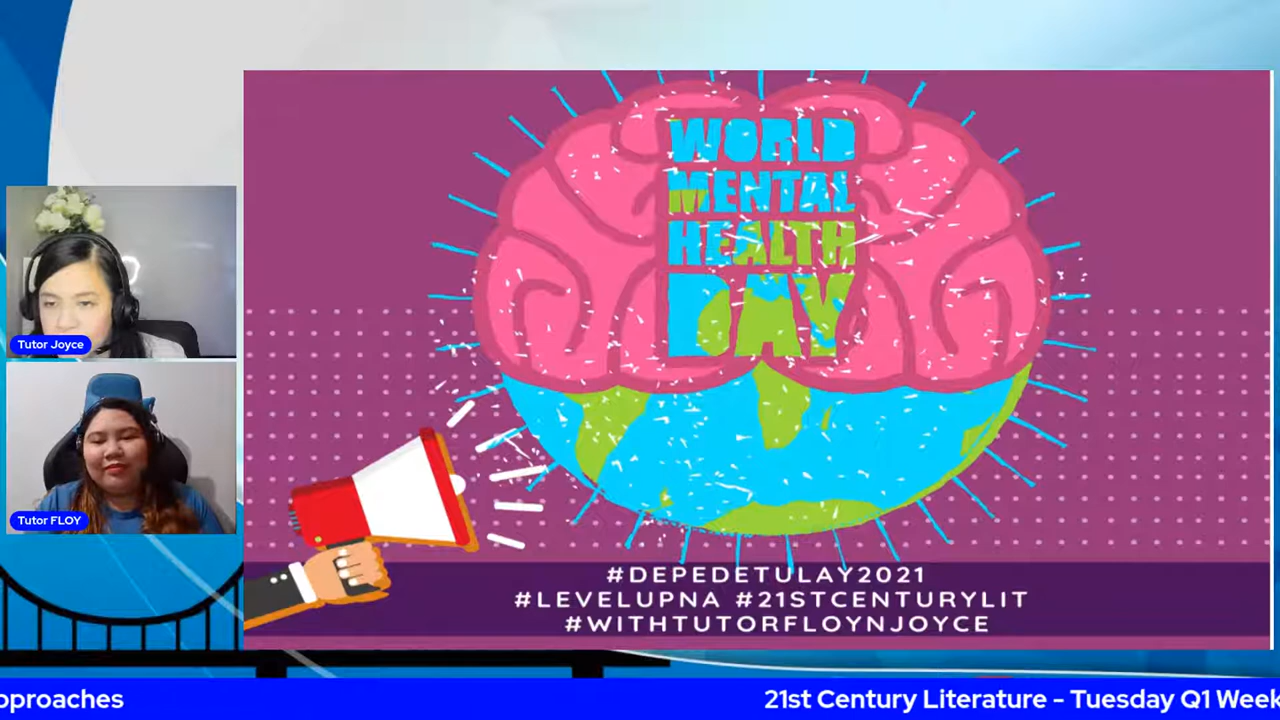 WORLD
MENTAL
HEALTH
DAY
Tutor Joyce
Tutor FLOY
#DEPEDETULAY2021
#LEVELUPNA #21STCENTURYLIT
#WITHTUTORFLOYNJOYCE
pproaches 21st Century Literature - Tuesday Q1 Week